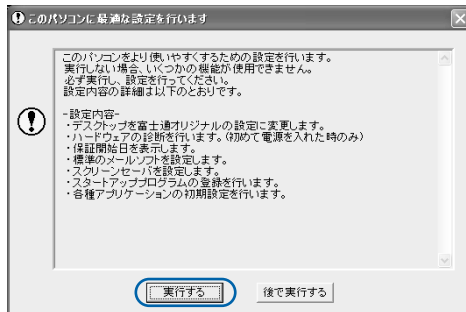 このパソコンに最適な設定を行います
このパソコンをより使いやすくするための設定を行います。
実行しない場合、いくつかの機能が使用できません。
必ず実行し、設定を行ってください。
設定内容の詳細は以下のとおりです。
-設定内容-
・デスクトップを富士通オリジナルの設定に変更します。
・ハードウェアの診断を行います。(初めて電源を入れた時のみ)
・保証開始日を表示します。
・標準のメールソフトを設定します。
・スクリーンセーバを設定します。
・スタートアッププログラムの登録を行います。
・各種アプリケーションの初期設定を行います。
実行する
後で実行する